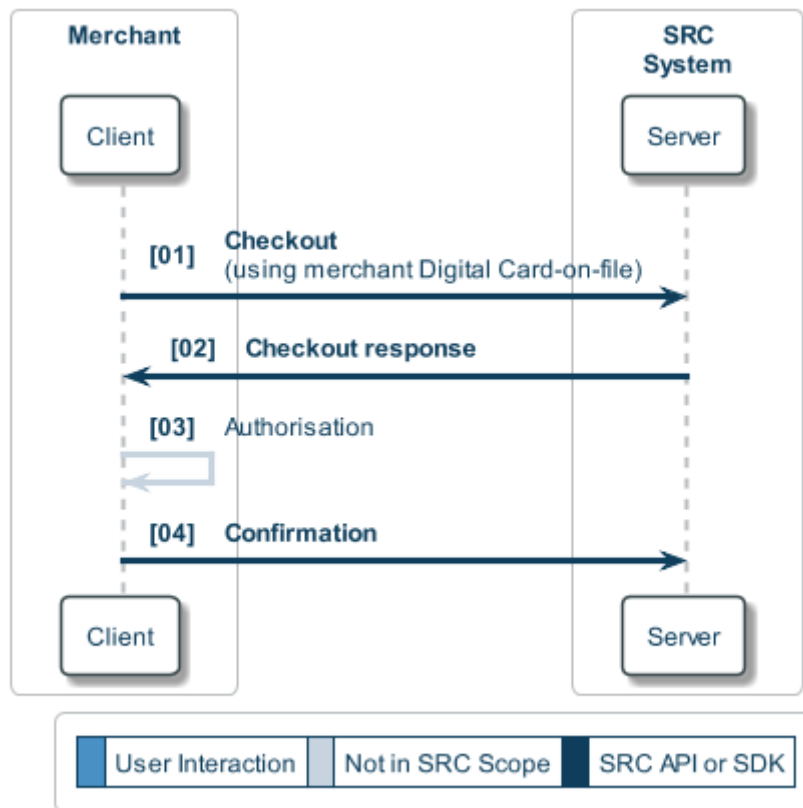 Merchant
SRC
System
Client
Server
[01] Checkout
(using merchant Digital Card-on-file)
[02] Checkout response
[03] Authorisation
[04] Confirmation
Client
Server
User Interaction
Not in SRC Scope
SRC API or SDK